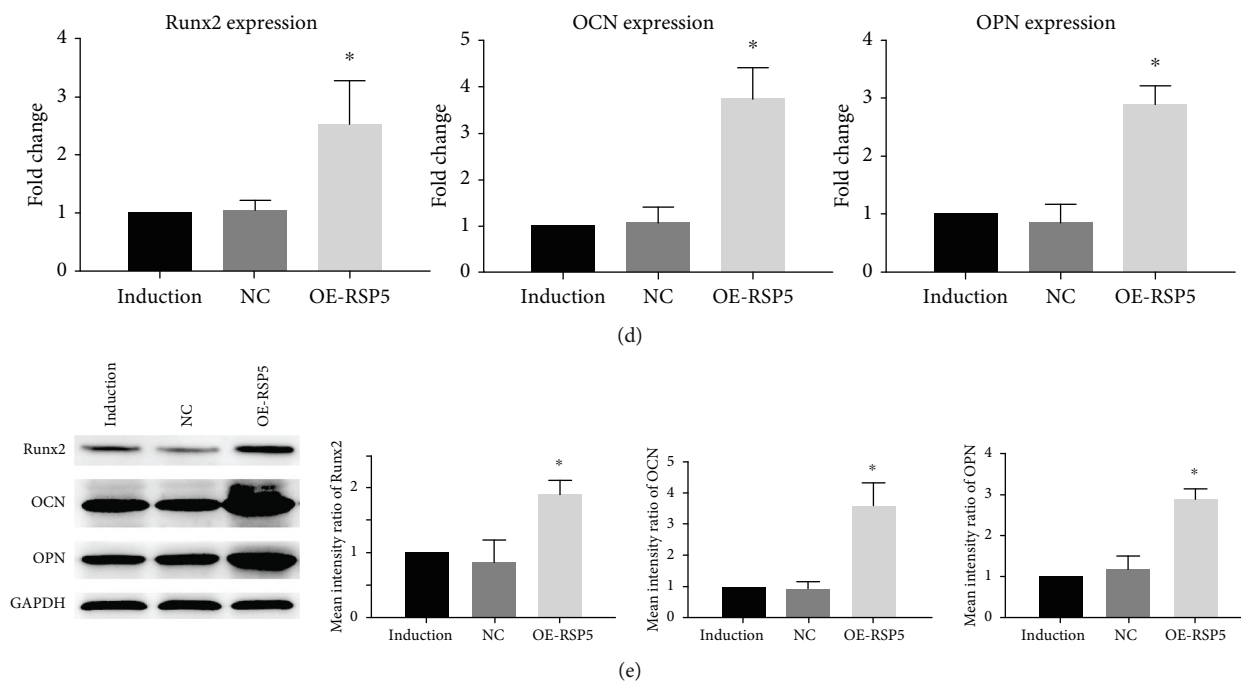 Runx2 expression
Fold change
4
3
2
1
0
*
Induction NC OE-RSP5
OCN expression
Fold change
5
4
3
2
1
0
*
Induction NC OE-RSP5
OPN expression
Fold change
4
3
2
1
0
*
Induction NC OE-RSP5
(d)
Induction
NC
OE-RSP5
Runx2
OCN
OPN
GAPDH
Mean intensity ratio of Runx2
2
1
0
*
Induction NC OE-RSP5
Mean intensity ratio of OCN
5
4
3
2
1
0
*
Induction NC OE-RSP5
Mean intensity ratio of OPN
4
3
2
1
0
*
Induction NC OE-RSP5
(e)